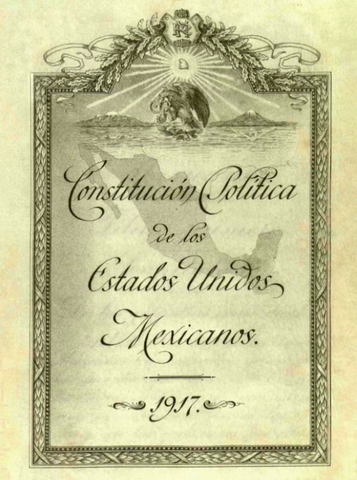 Constitución Política
de los
Estados Unidos
Mexicanos.
1917.